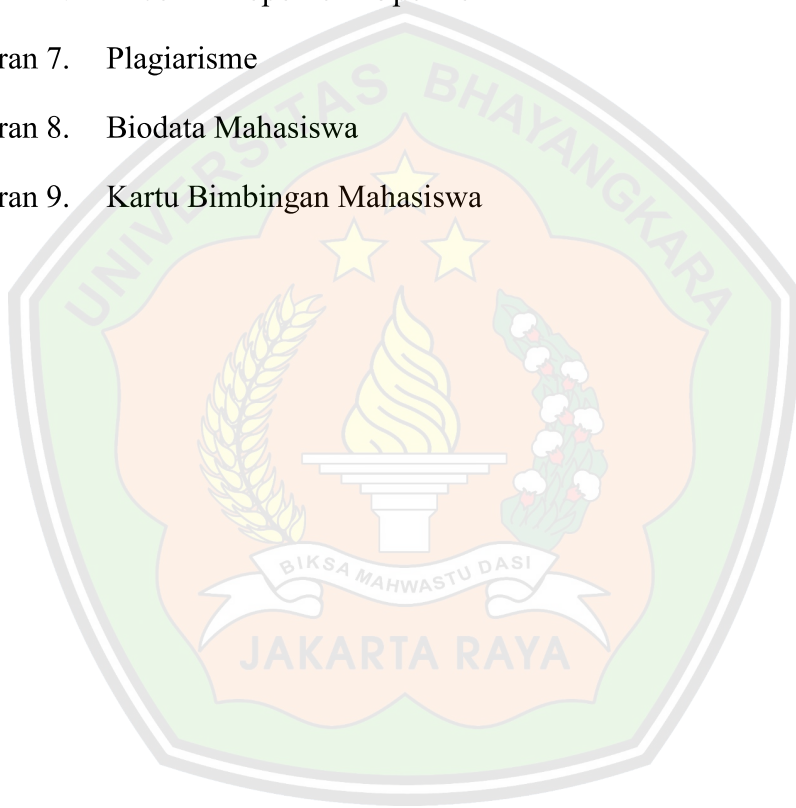 ran 7. Plagiarisme
ran 8. Biodata Mahasiswa
ran 9. Kartu Bimbingan Mahasiswa
UNIVERSITAS BHAYANGKARA
BIKSA MAHWASTU DASI
JAKARTA RAYA